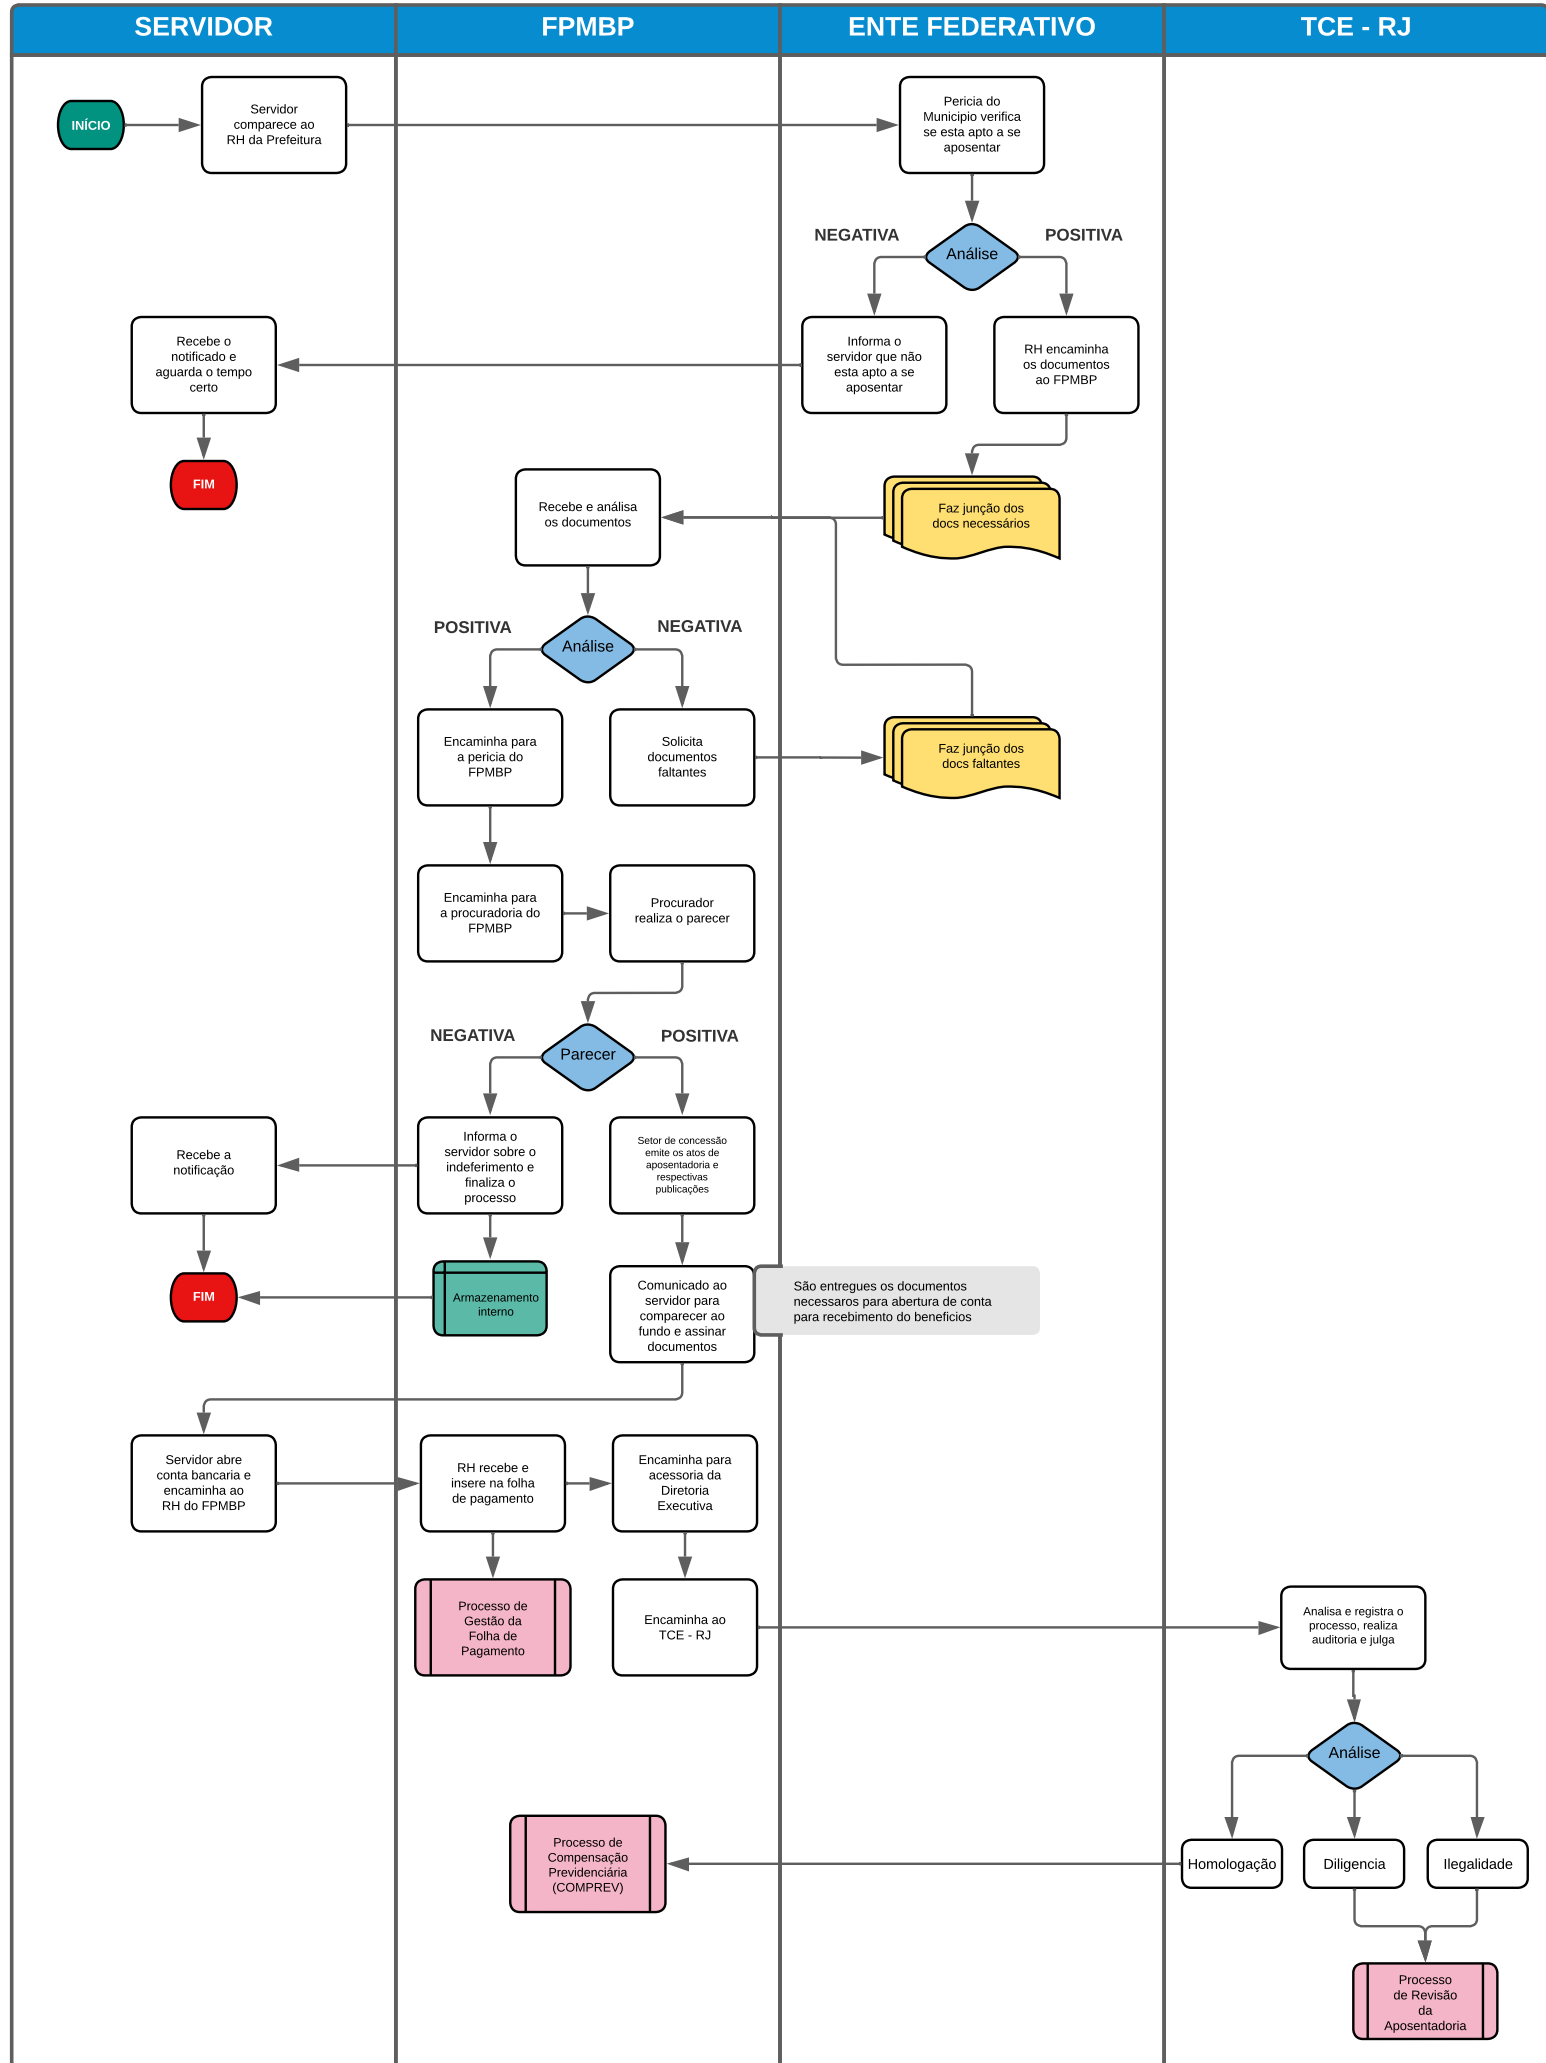 SERVIDOR
FPMBP
ENTE FEDERATIVO
TCE - RJ
INÍCIO
Servidor
comparece ao
RH da Prefeitura
Pericia do
Municipio verifica
se esta apto a se
aposentar
NEGATIVA
Análise
POSITIVA
Recebe o
notificado e
aguarda o tempo
certo
Informa o
servidor que não
esta apto a se
aposentar
RH encaminha
os documentos
ao FPMBP
FIM
Recebe e análisa
os documentos
Faz junção dos
docs necessários
POSITIVA
Análise
NEGATIVA
Encaminha para
a pericia do
FPMBP
Solicita
documentos
faltantes
Faz junção dos
docs faltantes
Encaminha para
a procuradoria do
FPMBP
Procurador
realiza o parecer
NEGATIVA
Parecer
POSITIVA
Recebe a
notificação
Informa o
servidor sobre o
indeferimento e
finaliza o
processo
Setor de concessão
emite os atos de
aposentadoria e
respectivas
publicações
FIM
Armazenamento
interno
Comunicado ao
servidor para
comparecer ao
fundo e assinar
documentos
São entregues os documentos
necessaros para abertura de conta
para recebimento do beneficios
Servidor abre
conta bancaria e
encaminha ao
RH do FPMBP
RH recebe e
insere na folha
de pagamento
Encaminha para
acessoria da
Diretoria
Executiva
Processo de
Gestão da
Folha de
Pagamento
Encaminha ao
TCE - RJ
Analisa e registra o
processo, realiza
auditoria e julga
Análise
Processo de
Compensação
Previdenciária
(COMPREV)
Homologação
Diligencia
Ilegalidade
Processo
de Revisão
da
Aposentadoria